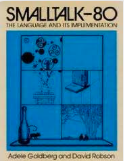 SMALLTALK-80
THE LANGUAGE AND ITS IMPLEMENTATION
Adele Goldberg and David Robson